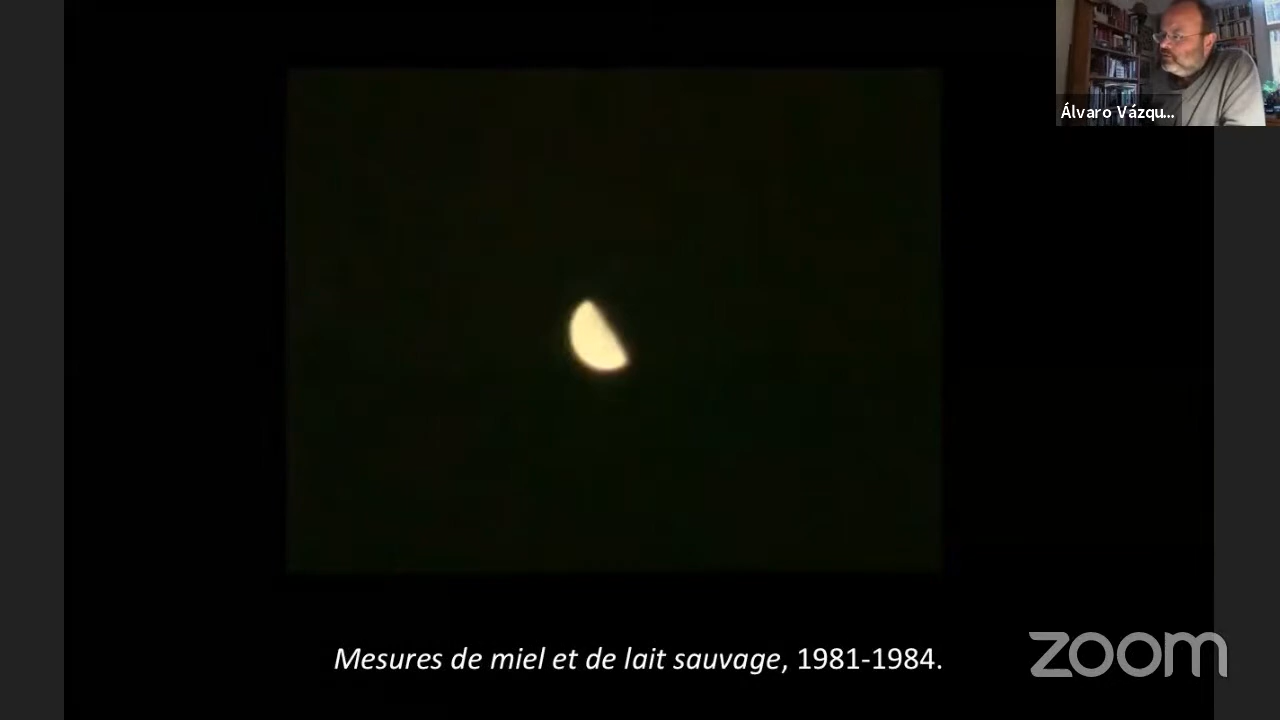 Álvaro Vázqu...
Mesures de miel et de lait sauvage, 1981-1984.
zoom